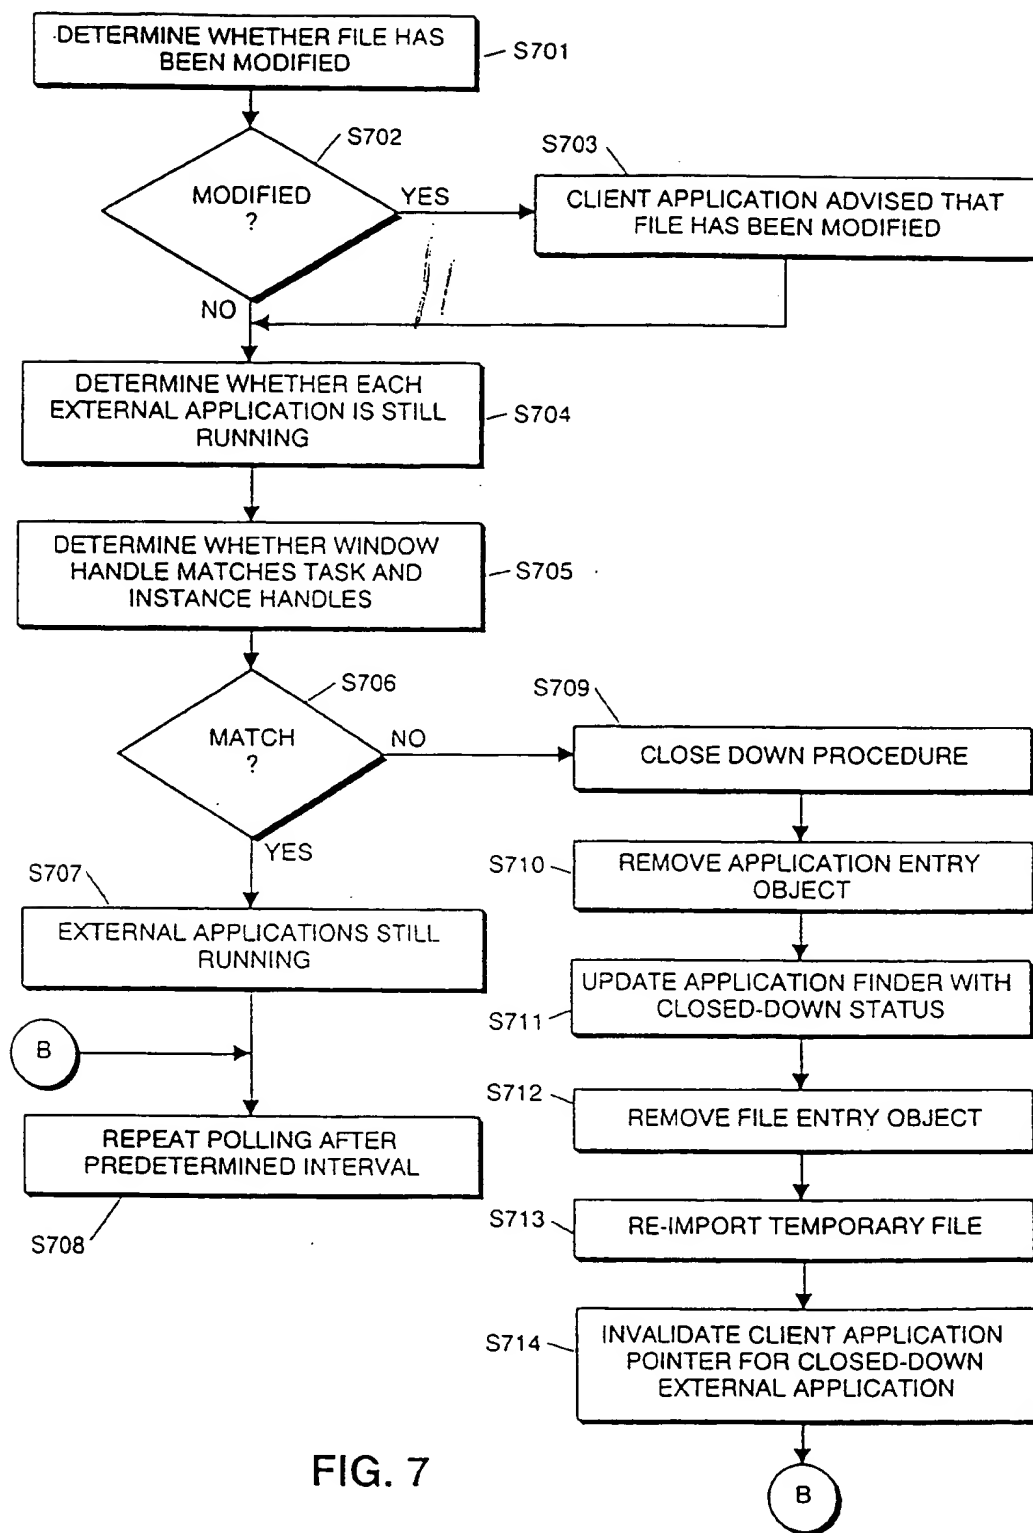 DETERMINE WHETHER FILE HAS
BEEN MODIFIED
S701
S702
MODIFIED
?
YES
NO
S703
CLIENT APPLICATION ADVISED THAT
FILE HAS BEEN MODIFIED
DETERMINE WHETHER EACH
EXTERNAL APPLICATION IS STILL
RUNNING
S704
DETERMINE WHETHER WINDOW
HANDLE MATCHES TASK AND
INSTANCE HANDLES
S705
S706
MATCH
?
NO
YES
S707
EXTERNAL APPLICATIONS STILL
RUNNING
B
REPEAT POLLING AFTER
PREDETERMINED INTERVAL
S708
S709
CLOSE DOWN PROCEDURE
S710
REMOVE APPLICATION ENTRY
OBJECT
UPDATE APPLICATION FINDER WITH
CLOSED-DOWN STATUS
S711
S712
REMOVE FILE ENTRY OBJECT
S713
RE-IMPORT TEMPORARY FILE
S714
INVALIDATE CLIENT APPLICATION
POINTER FOR CLOSED-DOWN
EXTERNAL APPLICATION
B
FIG. 7